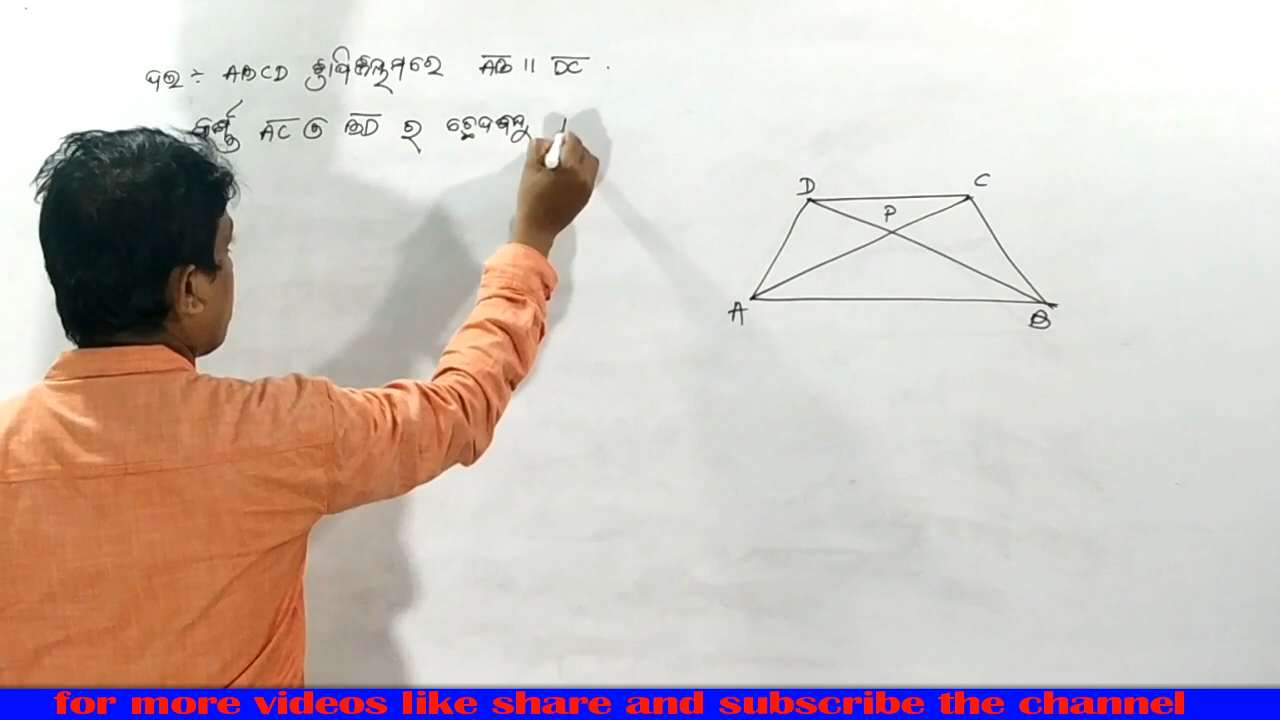 ଦତ୍ତ :- ABCD ଟ୍ରାପିଜିୟମରେ AB || DC .
କର୍ଣ୍ଣ AC ଓ BD ର ଛେଦବିନ୍ଦୁ
D C
P
A B
for more videos like share and subscribe the channel